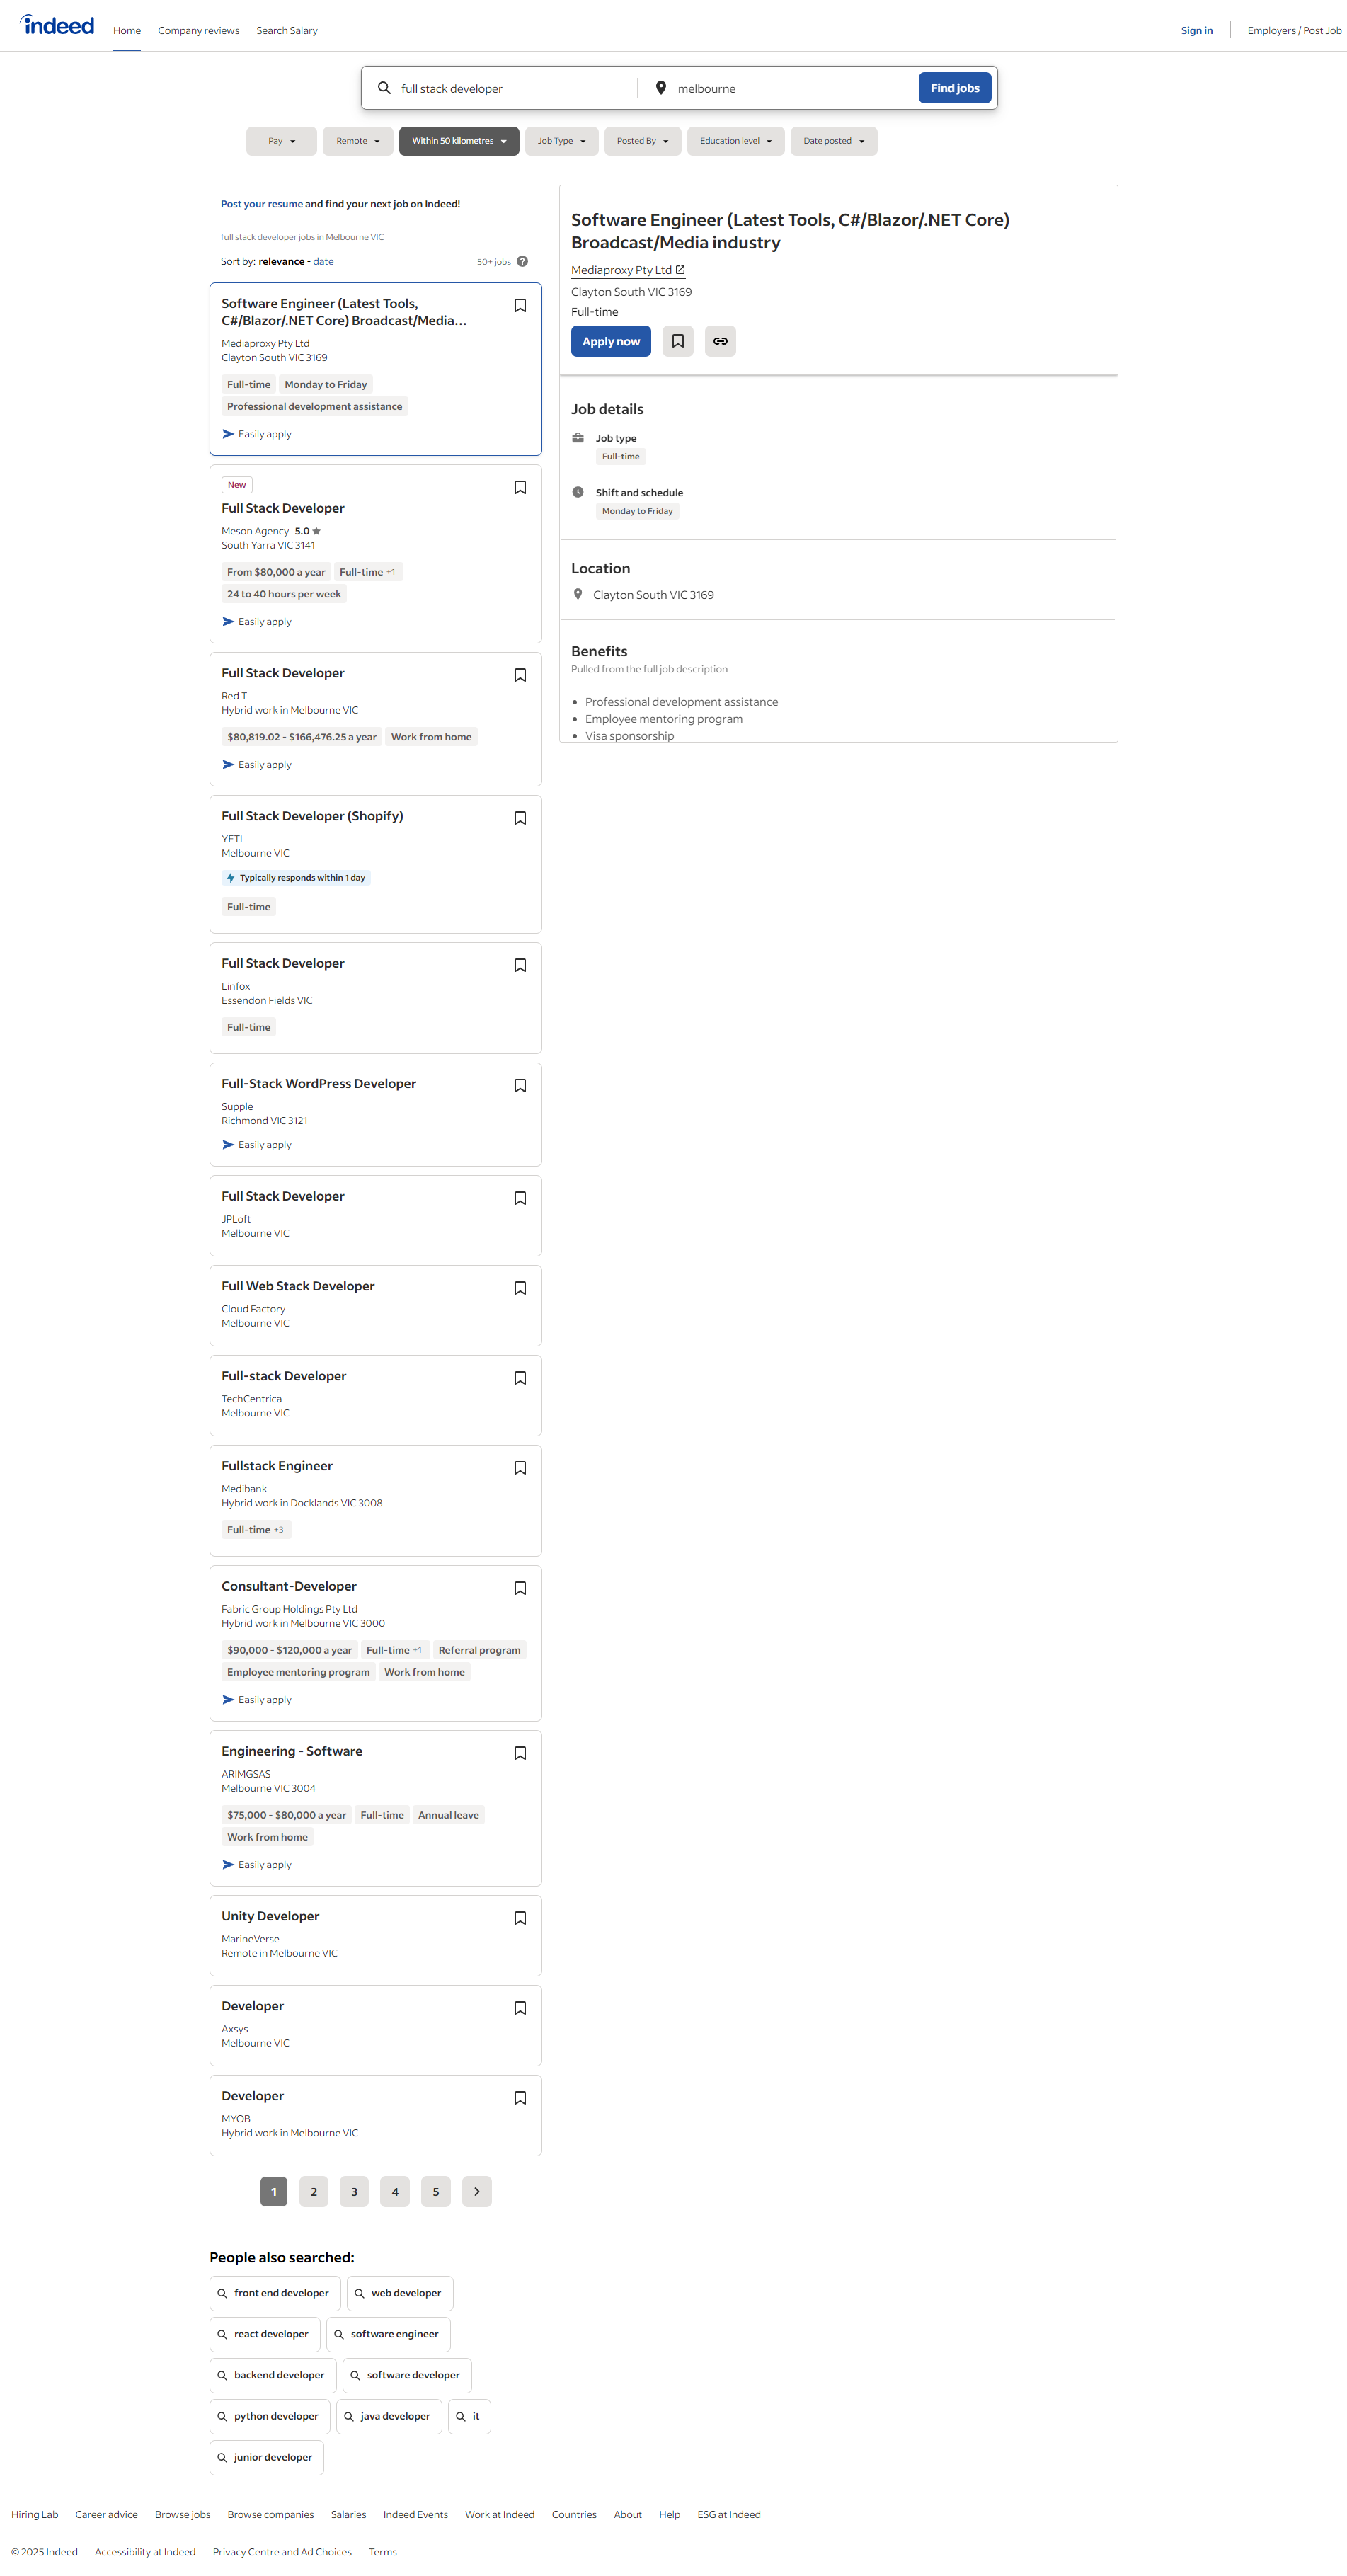 indeed
Home
Company reviews
Search Salary
Sign in
Employers / Post Job
full stack developer
melbourne
Find jobs
Pay
Remote
Within 50 kilometres
Job Type
Posted By
Education level
Date posted
Post your resume and find your next job on Indeed!
full stack developer jobs in Melbourne VIC
Sort by: relevance - date
50+ jobs
Software Engineer (Latest Tools,
C#/Blazor/.NET Core) Broadcast/Media...
Mediaproxy Pty Ltd
Clayton South VIC 3169
Full-time
Monday to Friday
Professional development assistance
Easily apply
New
Full Stack Developer
Meson Agency 5.0
South Yarra VIC 3141
From $80,000 a year
Full-time +1
24 to 40 hours per week
Easily apply
Full Stack Developer
Red T
Hybrid work in Melbourne VIC
$80,819.02 - $166,476.25 a year
Work from home
Easily apply
Full Stack Developer (Shopify)
YETI
Melbourne VIC
Typically responds within 1 day
Full-time
Full Stack Developer
Linfox
Essendon Fields VIC
Full-time
Full-Stack WordPress Developer
Supple
Richmond VIC 3121
Easily apply
Full Stack Developer
JPLoft
Melbourne VIC
Full Web Stack Developer
Cloud Factory
Melbourne VIC
Full-stack Developer
TechCentrica
Melbourne VIC
Fullstack Engineer
Medibank
Hybrid work in Docklands VIC 3008
Full-time +3
Consultant-Developer
Fabric Group Holdings Pty Ltd
Hybrid work in Melbourne VIC 3000
$90,000 - $120,000 a year
Full-time +1
Referral program
Employee mentoring program
Work from home
Easily apply
Engineering - Software
ARIMGSAS
Melbourne VIC 3004
$75,000 - $80,000 a year
Full-time
Annual leave
Work from home
Easily apply
Unity Developer
MarineVerse
Remote in Melbourne VIC
Developer
Axsys
Melbourne VIC
Developer
MYOB
Hybrid work in Melbourne VIC
1
2
3
4
5
Software Engineer (Latest Tools, C#/Blazor/.NET Core)
Broadcast/Media industry
Mediaproxy Pty Ltd
Clayton South VIC 3169
Full-time
Apply now
Job details
Job type
Full-time
Shift and schedule
Monday to Friday
Location
Clayton South VIC 3169
Benefits
Pulled from the full job description
Professional development assistance
Employee mentoring program
Visa sponsorship
People also searched:
front end developer
web developer
react developer
software engineer
backend developer
software developer
python developer
java developer
it
junior developer
Hiring Lab
Career advice
Browse jobs
Browse companies
Salaries
Indeed Events
Work at Indeed
Countries
About
Help
ESG at Indeed
© 2025 Indeed
Accessibility at Indeed
Privacy Centre and Ad Choices
Terms